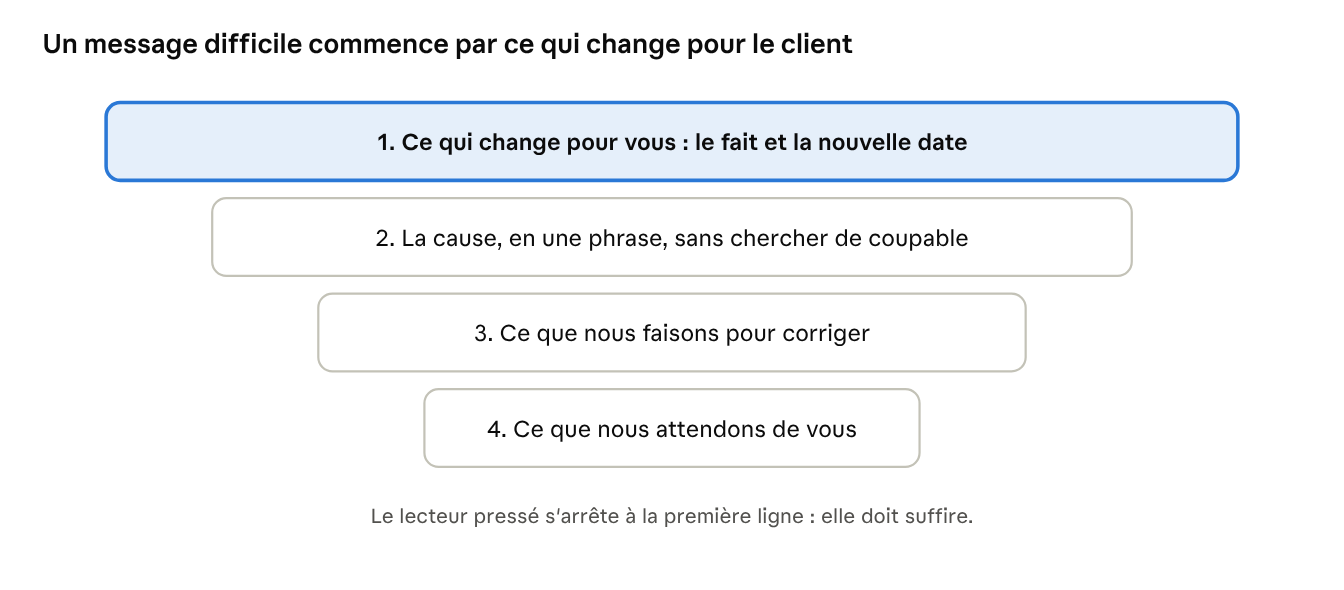 Un message difficile commence par ce qui change pour le client
1. Ce qui change pour vous : le fait et la nouvelle date
2. La cause, en une phrase, sans chercher de coupable
3. Ce que nous faisons pour corriger
4. Ce que nous attendons de vous
Le lecteur pressé s'arrête à la première ligne : elle doit suffire.